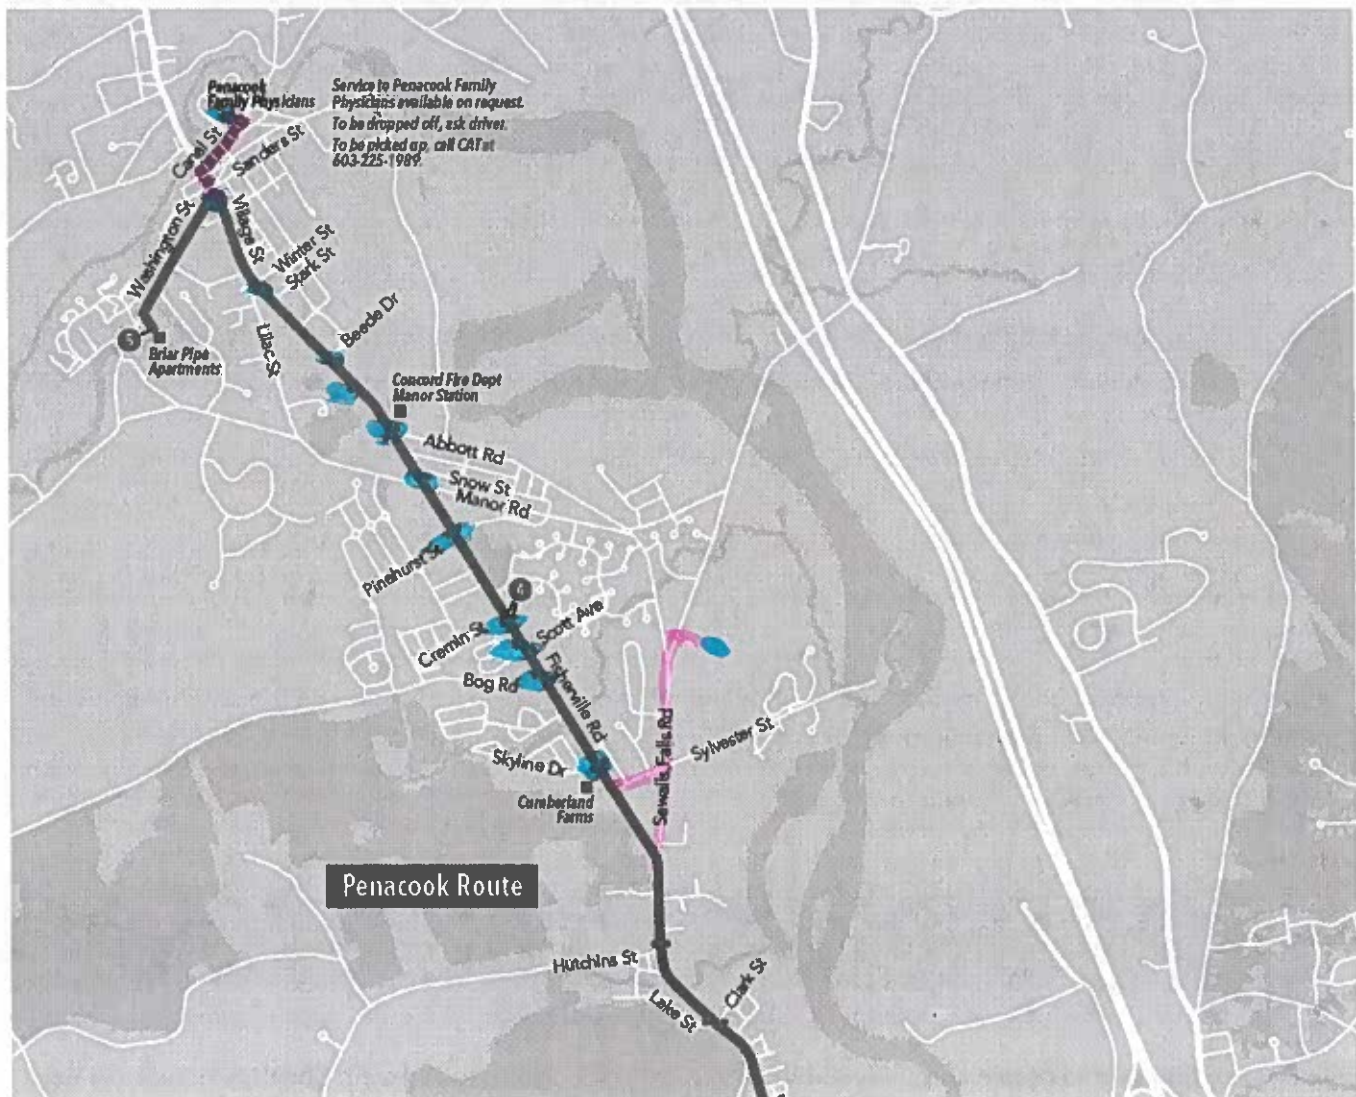 Penacook
Family Physicians
Service to Penacook Family
Physicians available on request.
To be dropped off, ask driver.
To be picked up, call CAT at
603-225-1989.
Canal St
Sanders St
Washington St
Village St
Winter St
Stark St
Lilac St
Beede Dr
5
Briar Pipe
Apartments
Concord Fire Dept
Manor Station
Abbott Rd
Snow St
Manor Rd
Pinehurst St
4
Cremin St
Scott Ave
Bog Rd
Fisherville Rd
Skyline Dr
Sewalls Falls Rd
Sylvester St
Cumberland
Farms
Penacook Route
Hutchins St
Lake St
Clark St